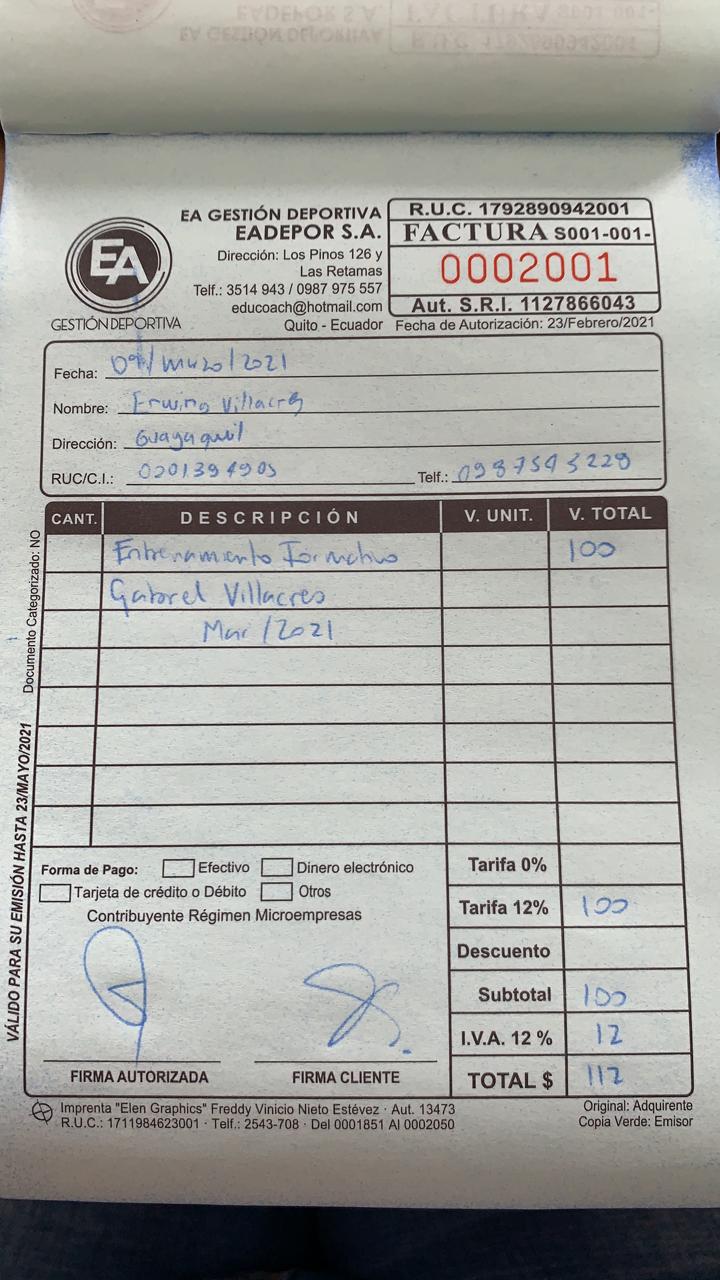 EA GESTIÓN DEPORTIVA
EADEPOR S.A.
Dirección: Los Pinos 126 y
Las Retamas
Telf.: 3514 943 / 0987 975 557
educoach@hotmail.com
Quito - Ecuador
EA
GESTIÓN DEPORTIVA
R.U.C. 1792890942001
FACTURA S001-001-
0002001
Aut. S.R.I. 1127866043
Fecha de Autorización: 23/Febrero/2021
Fecha: 09/marzo/2021
Nombre: Erwing Villacrés
Dirección: Guayaquil
RUC/C.I.: Telf.:
CANT. DESCRIPCIÓN V. UNIT. V. TOTAL
Entrenamiento Formativo 100
Gabriel Villacres
Mar/2021
Documento Categorizado: NO
VÁLIDO PARA SU EMISIÓN HASTA 23/MAYO/2021
Forma de Pago: Efectivo Dinero electrónico
Tarjeta de crédito o Débito Otros
Contribuyente Régimen Microempresas
Tarifa 0%
Tarifa 12% 100
Descuento
Subtotal 100
I.V.A. 12 % 12
TOTAL $ 112
FIRMA AUTORIZADA FIRMA CLIENTE
Imprenta "Elen Graphics" Freddy Vinicio Nieto Estévez · Aut. 13473
R.U.C.: 1711984623001 · Telf.: 2543-708 · Del 0001851 Al 0002050
Original: Adquirente
Copia Verde: Emisor